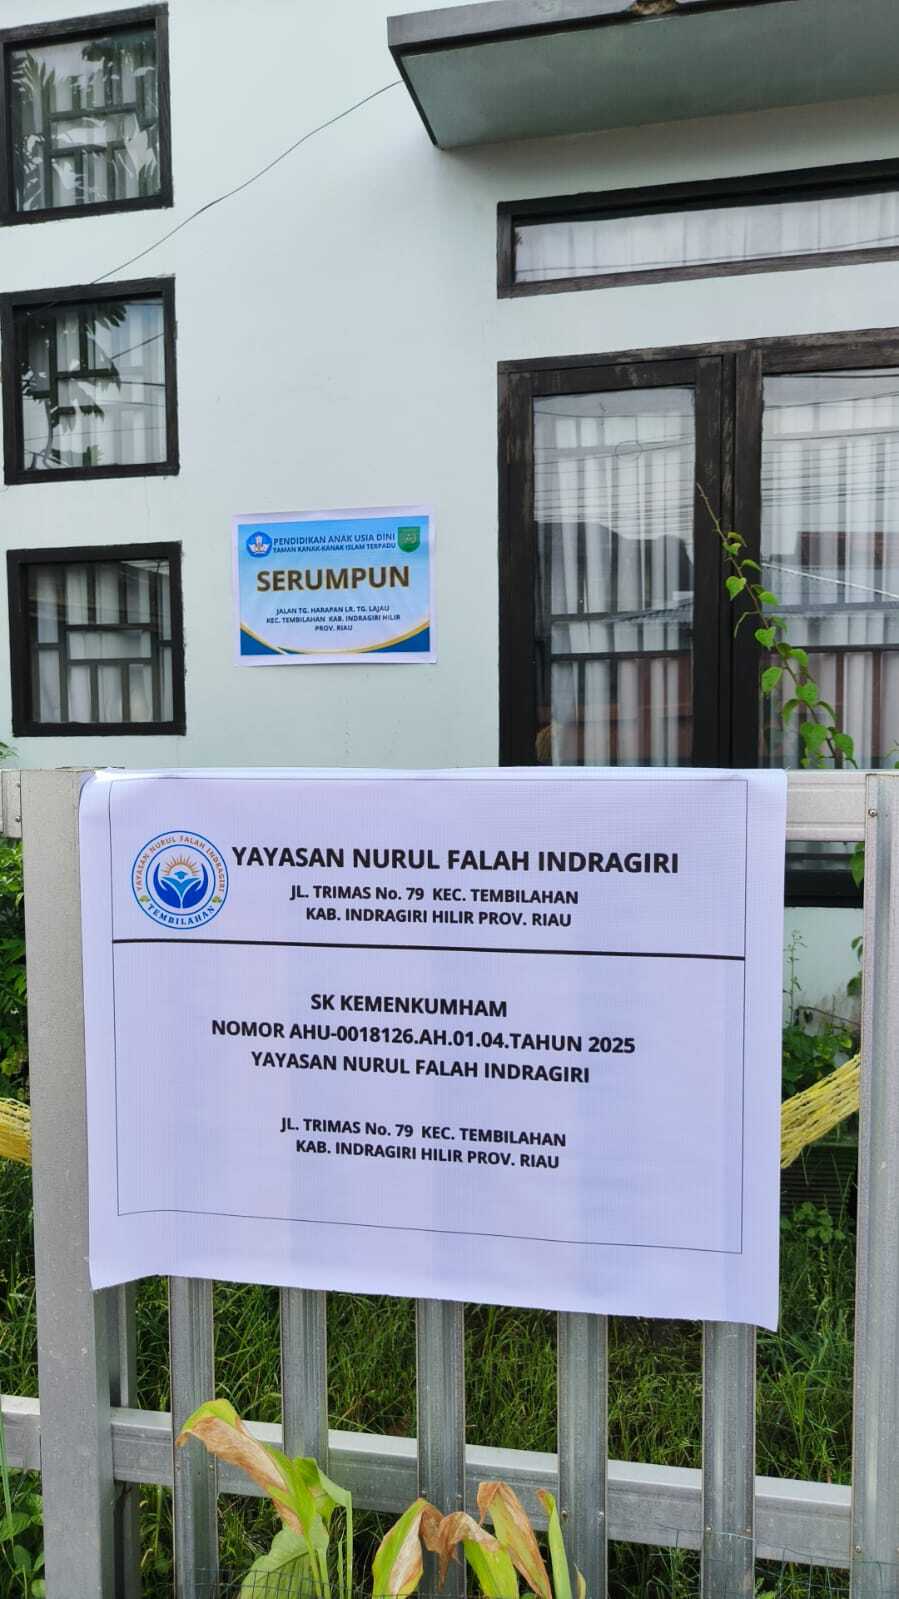 PENDIDIKAN ANAK USIA DINI
TAMAN KANAK-KANAK ISLAM TERPADU
SERUMPUN
JALAN TG. HARAPAN LR. TG. LAJAU
KEC. TEMBILAHAN KAB. INDRAGIRI HILIR
PROV. RIAU
YAYASAN NURUL FALAH INDRAGIRI
TEMBILAHAN
YAYASAN NURUL FALAH INDRAGIRI
JL. TRIMAS No. 79 KEC. TEMBILAHAN
KAB. INDRAGIRI HILIR PROV. RIAU
SK KEMENKUMHAM
NOMOR AHU-0018126.AH.01.04.TAHUN 2025
YAYASAN NURUL FALAH INDRAGIRI
JL. TRIMAS No. 79 KEC. TEMBILAHAN
KAB. INDRAGIRI HILIR PROV. RIAU